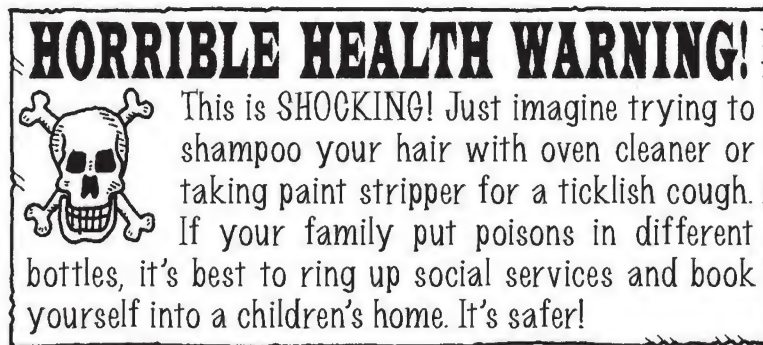 HORRIBLE HEALTH WARNING!
This is SHOCKING! Just imagine trying to
shampoo your hair with oven cleaner or
taking paint stripper for a ticklish cough.
If your family put poisons in different
bottles, it's best to ring up social services and book
yourself into a children's home. It's safer!